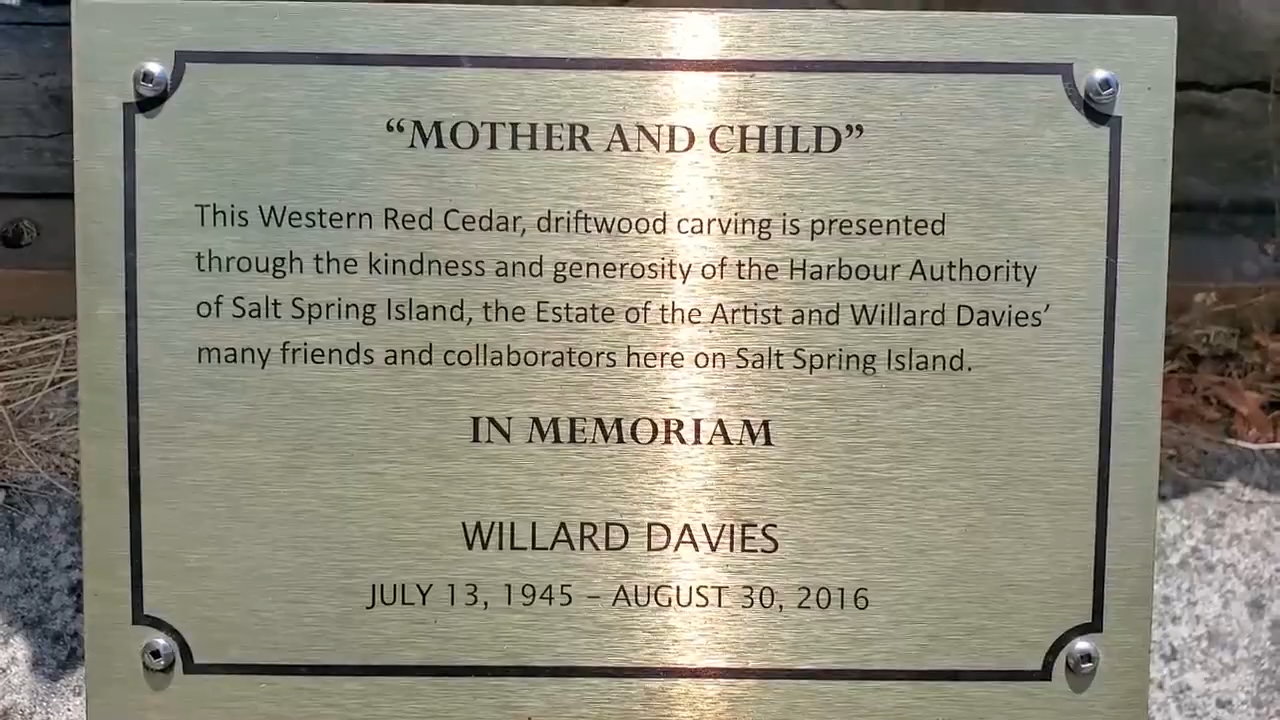 “MOTHER AND CHILD”
This Western Red Cedar, driftwood carving is presented
through the kindness and generosity of the Harbour Authority
of Salt Spring Island, the Estate of the Artist and Willard Davies’
many friends and collaborators here on Salt Spring Island.
IN MEMORIAM
WILLARD DAVIES
JULY 13, 1945 – AUGUST 30, 2016